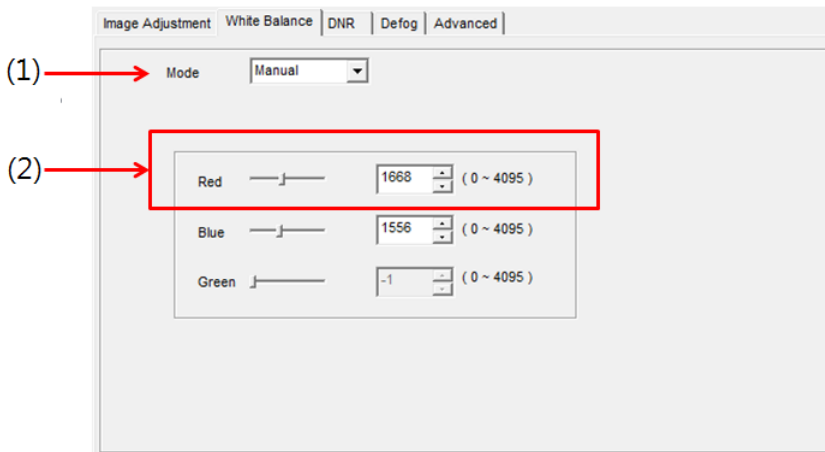 Image Adjustment White Balance DNR Defog Advanced
(1) Mode Manual
(2) Red 1668 ( 0 ~ 4095 )
Blue 1556 ( 0 ~ 4095 )
Green -1 ( 0 ~ 4095 )